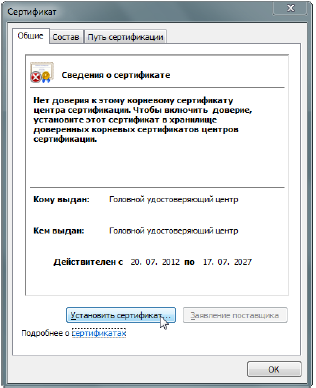 Сертификат
Общие Состав Путь сертификации
Сведения о сертификате
Нет доверия к этому корневому сертификату
центра сертификации. Чтобы включить доверие,
установите этот сертификат в хранилище
доверенных корневых сертификатов центров
сертификации.
Кому выдан: Головной удостоверяющий центр
Кем выдан: Головной удостоверяющий центр
Действителен с 20. 07. 2012 по 17. 07. 2027
Установить сертификат... Заявление поставщика
Подробнее о сертификатах
ОК